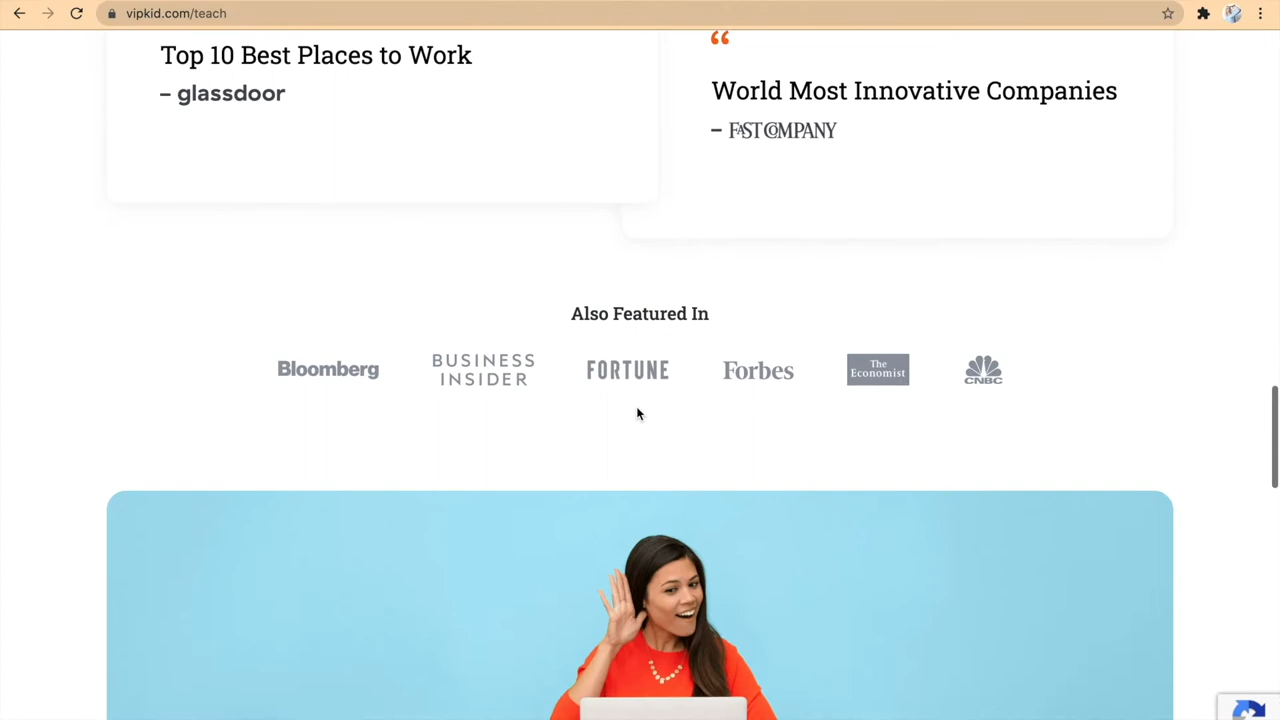 vipkid.com/teach
Top 10 Best Places to Work
– glassdoor
“
World Most Innovative Companies
– FAST COMPANY
Also Featured In
Bloomberg
BUSINESS
INSIDER
FORTUNE
Forbes
The
Economist
CNBC